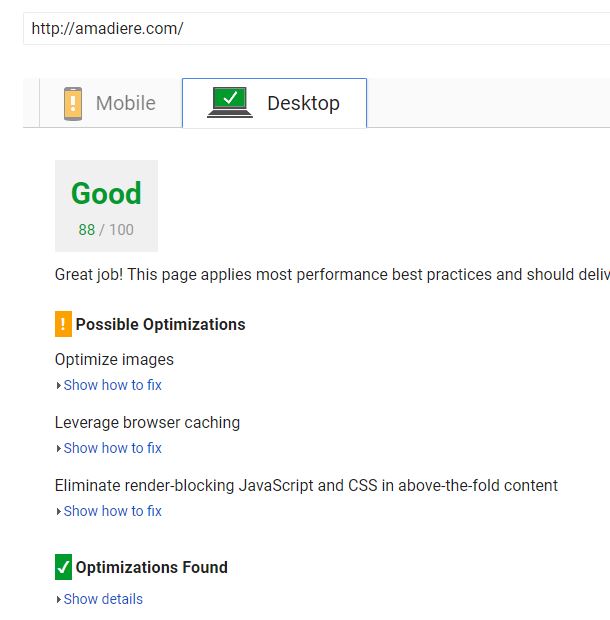 http://amadiere.com/
Mobile
Desktop
Good
88 / 100
Great job! This page applies most performance best practices and should deliv
! Possible Optimizations
Optimize images
Show how to fix
Leverage browser caching
Show how to fix
Eliminate render-blocking JavaScript and CSS in above-the-fold content
Show how to fix
Optimizations Found
Show details